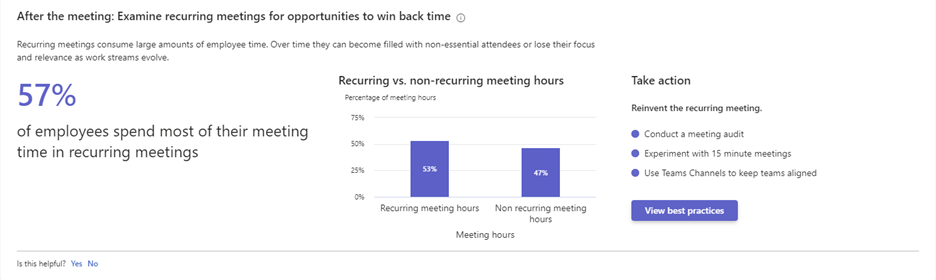 After the meeting: Examine recurring meetings for opportunities to win back time
Recurring meetings consume large amounts of employee time. Over time they can become filled with non-essential attendees or lose their focus
and relevance as work streams evolve.
57%
of employees spend most of their meeting
time in recurring meetings
Recurring vs. non-recurring meeting hours
Percentage of meeting hours
75%
50%
25%
0%
53%
47%
Recurring meeting hours
Non recurring meeting
hours
Meeting hours
Take action
Reinvent the recurring meeting.
Conduct a meeting audit
Experiment with 15 minute meetings
Use Teams Channels to keep teams aligned
View best practices
Is this helpful? Yes No